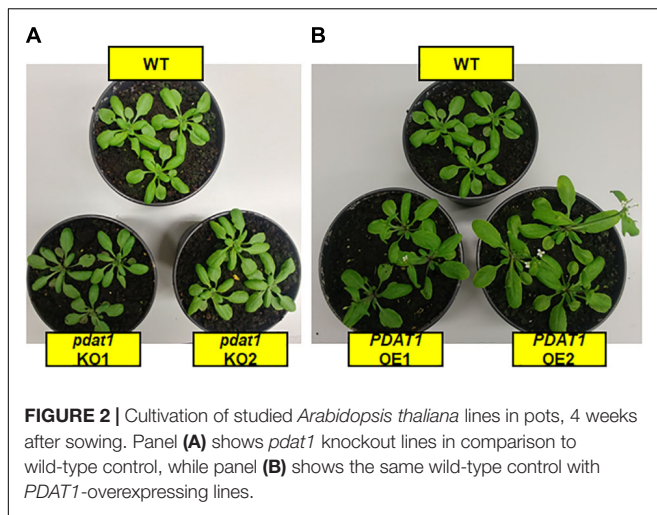 A
B
WT
WT
pdat1
KO1
pdat1
KO2
PDAT1
OE1
PDAT1
OE2
FIGURE 2 | Cultivation of studied Arabidopsis thaliana lines in pots, 4 weeks
after sowing. Panel (A) shows pdat1 knockout lines in comparison to
wild-type control, while panel (B) shows the same wild-type control with
PDAT1-overexpressing lines.